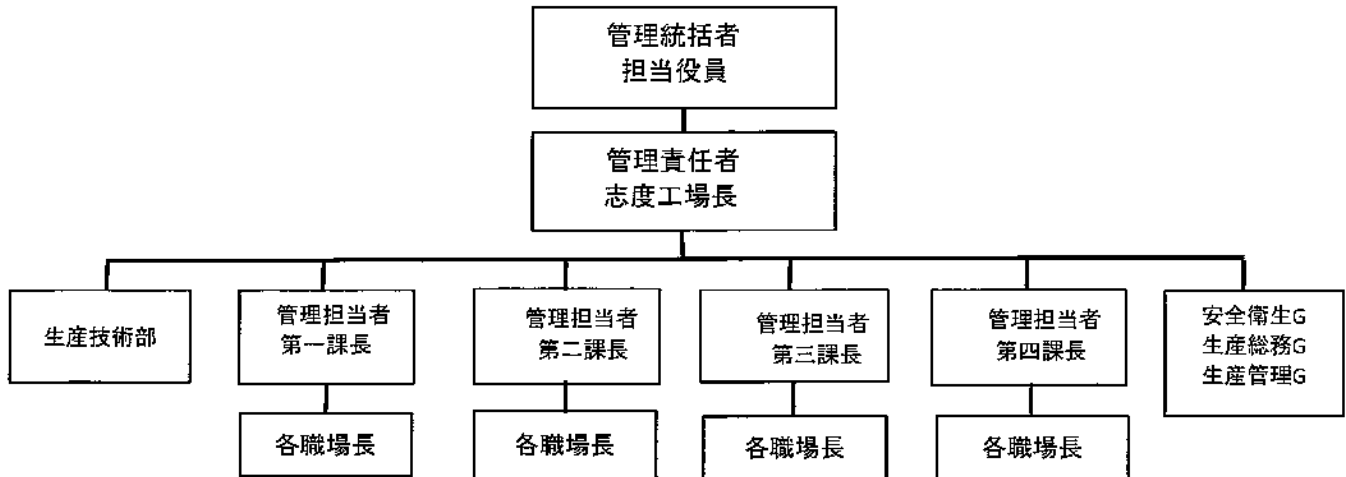 管理統括者
担当役員
管理責任者
志度工場長
生産技術部
管理担当者
第一課長
管理担当者
第二課長
管理担当者
第三課長
管理担当者
第四課長
安全衛生G
生産総務G
生産管理G
各職場長
各職場長
各職場長
各職場長